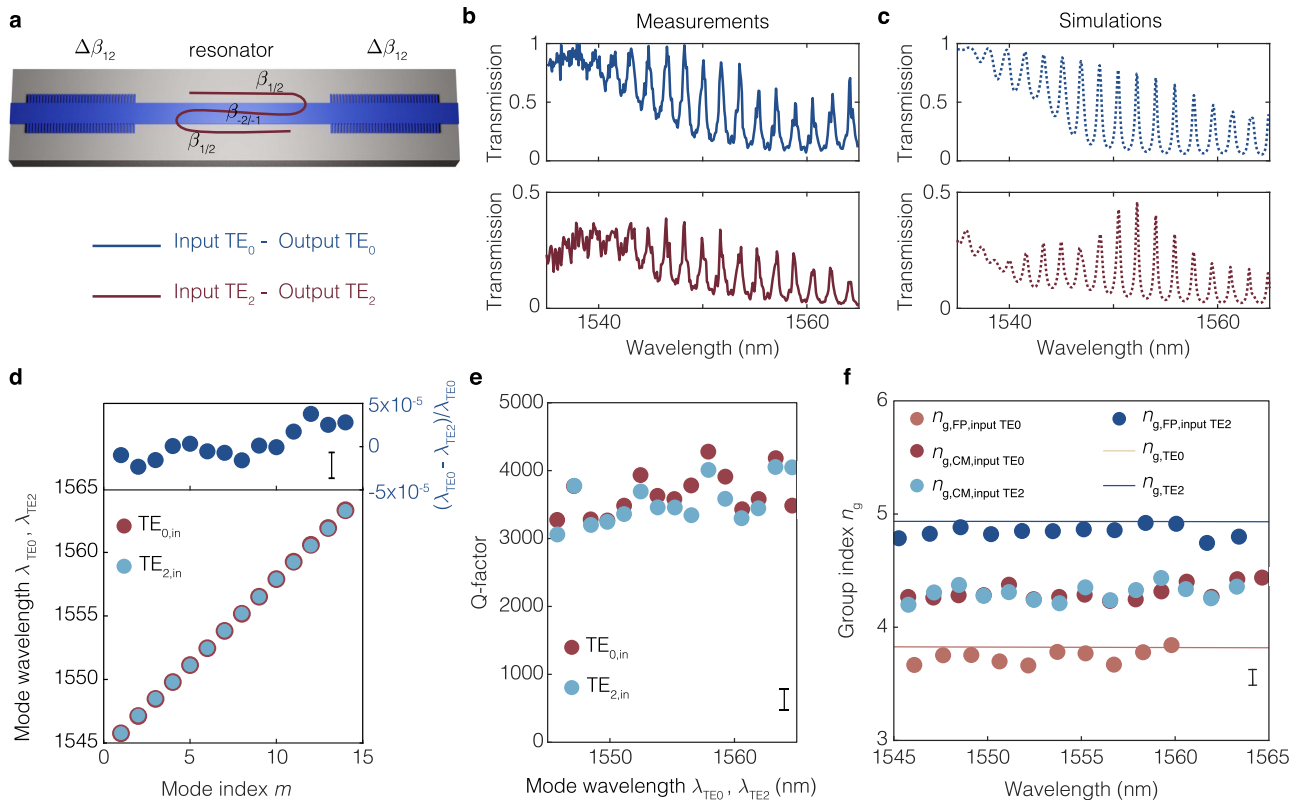 a
Δβ₁₂ resonator Δβ₁₂
β₁/₂
β₋₂/₋₁
β₁/₂
Input TE₀ - Output TE₀
Input TE₂ - Output TE₂
b
Measurements
Transmission
1
0.5
0
Transmission
0.5
0
1540 1560
Wavelength (nm)
c
Simulations
Transmission
1
0.5
0
Transmission
0.5
0
1540 1560
Wavelength (nm)
d
5x10⁻⁵
0
-5x10⁻⁵
(λTE0 - λTE2)/λTE0
Mode wavelength λTE0, λTE2
1565
1560
1555
1550
1545
TE₀,in
TE₂,in
0 5 10 15
Mode index m
e
Q-factor
5000
4000
3000
2000
1000
0
TE₀,in
TE₂,in
1550 1560
Mode wavelength λTE0, λTE2 (nm)
f
Group index ng
6
5
4
3
ng,FP,input TE0
ng,FP,input TE2
ng,CM,input TE0
ng,TE0
ng,CM,input TE2
ng,TE2
1545 1550 1555 1560 1565
Wavelength (nm)